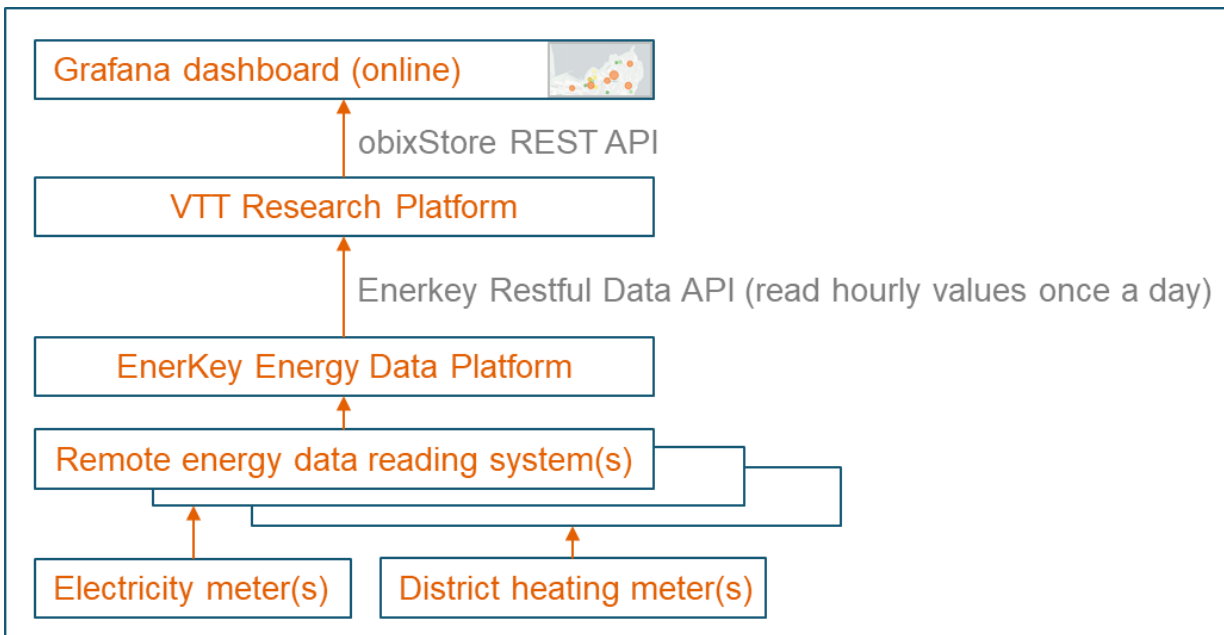 Grafana dashboard (online)
obixStore REST API
VTT Research Platform
Enerkey Restful Data API (read hourly values once a day)
EnerKey Energy Data Platform
Remote energy data reading system(s)
Electricity meter(s)
District heating meter(s)